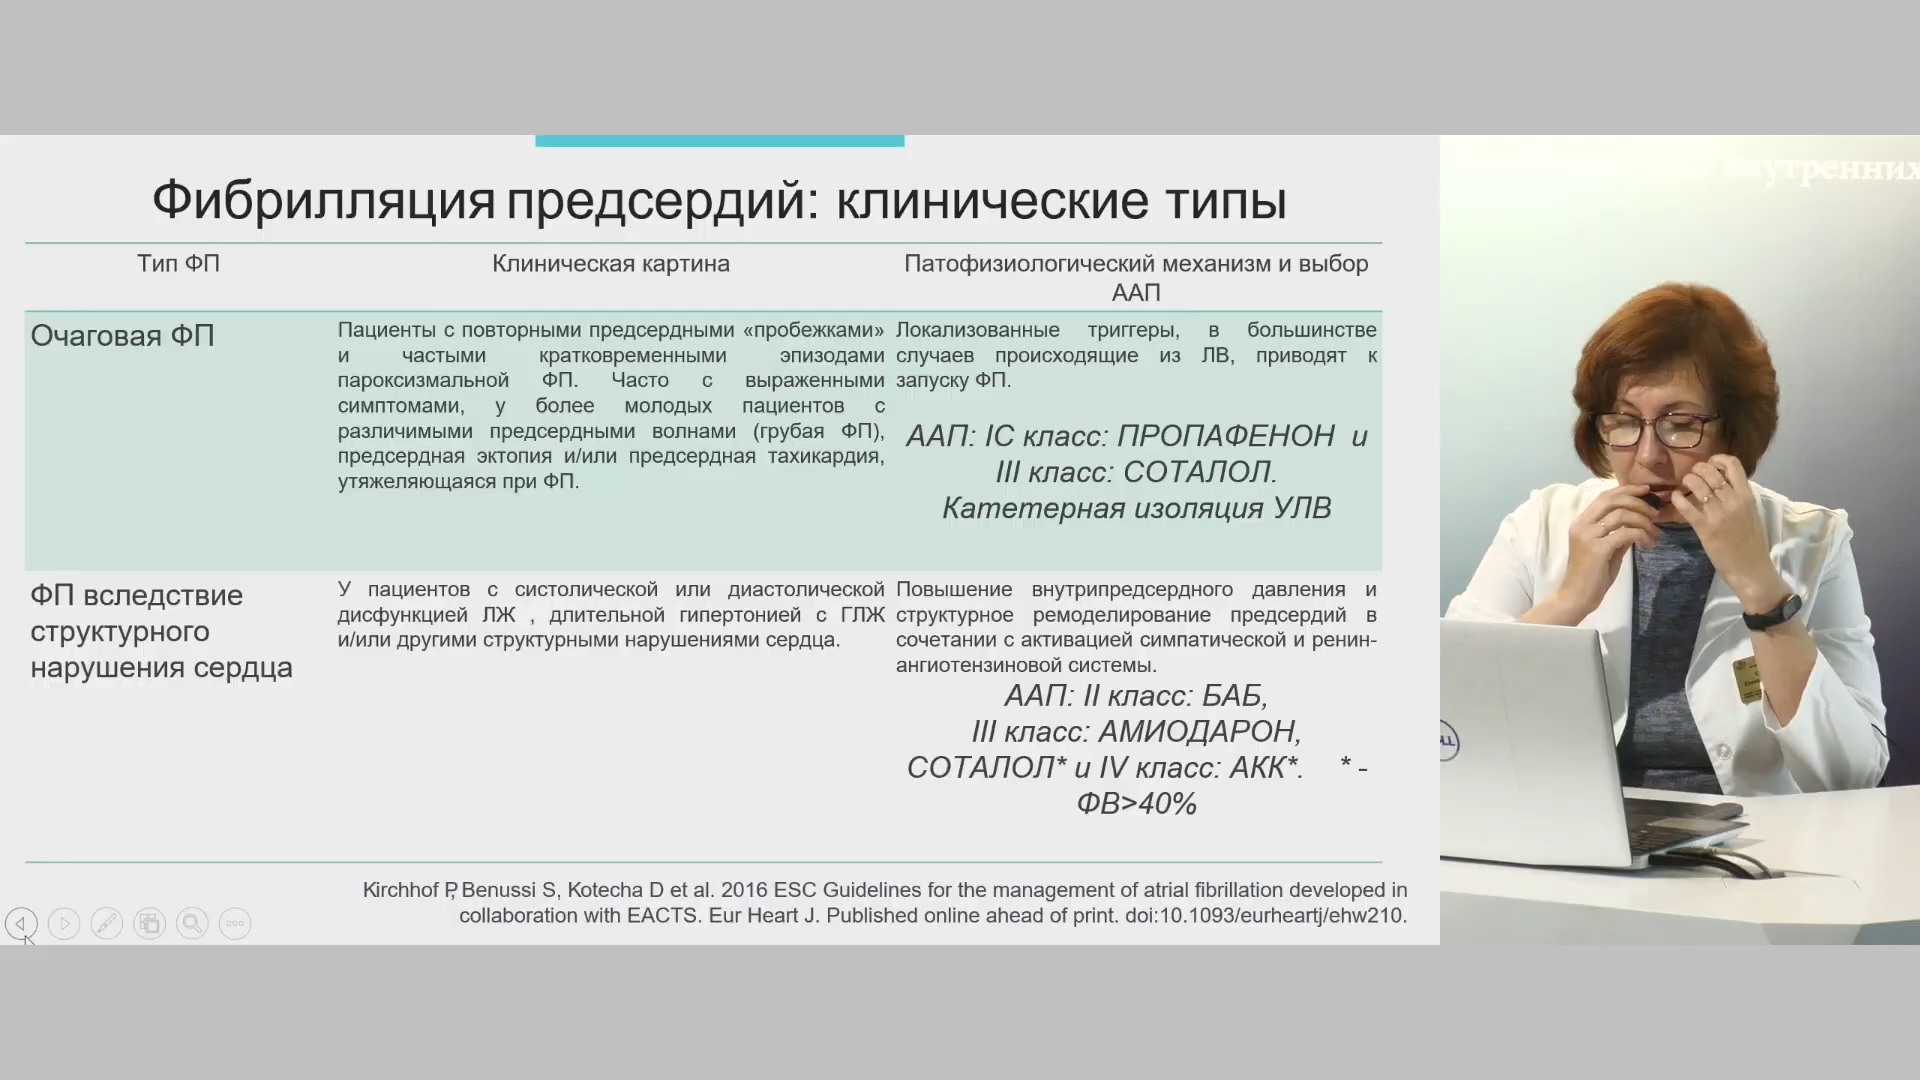 Фибрилляция предсердий: клинические типы
Тип ФП
Клиническая картина
Патофизиологический механизм и выбор
ААП
Очаговая ФП
Пациенты с повторными предсердными «пробежками»
и частыми кратковременными эпизодами
пароксизмальной ФП. Часто с выраженными
симптомами, у более молодых пациентов с
различимыми предсердными волнами (грубая ФП),
предсердная эктопия и/или предсердная тахикардия,
утяжеляющаяся при ФП.
Локализованные триггеры, в большинстве
случаев происходящие из ЛВ, приводят к
запуску ФП.
ААП: IC класс: ПРОПАФЕНОН и
III класс: СОТАЛОЛ.
Катетерная изоляция УЛВ
ФП вследствие
структурного
нарушения сердца
У пациентов с систолической или диастолической
дисфункцией ЛЖ , длительной гипертонией с ГЛЖ
и/или другими структурными нарушениями сердца.
Повышение внутрипредсердного давления и
структурное ремоделирование предсердий в
сочетании с активацией симпатической и ренин-
ангиотензиновой системы.
ААП: II класс: БАБ,
III класс: АМИОДАРОН,
СОТАЛОЛ* и IV класс: АКК*. * -
ФВ>40%
Kirchhof P, Benussi S, Kotecha D et al. 2016 ESC Guidelines for the management of atrial fibrillation developed in
collaboration with EACTS. Eur Heart J. Published online ahead of print. doi:10.1093/eurheartj/ehw210.
внутренних